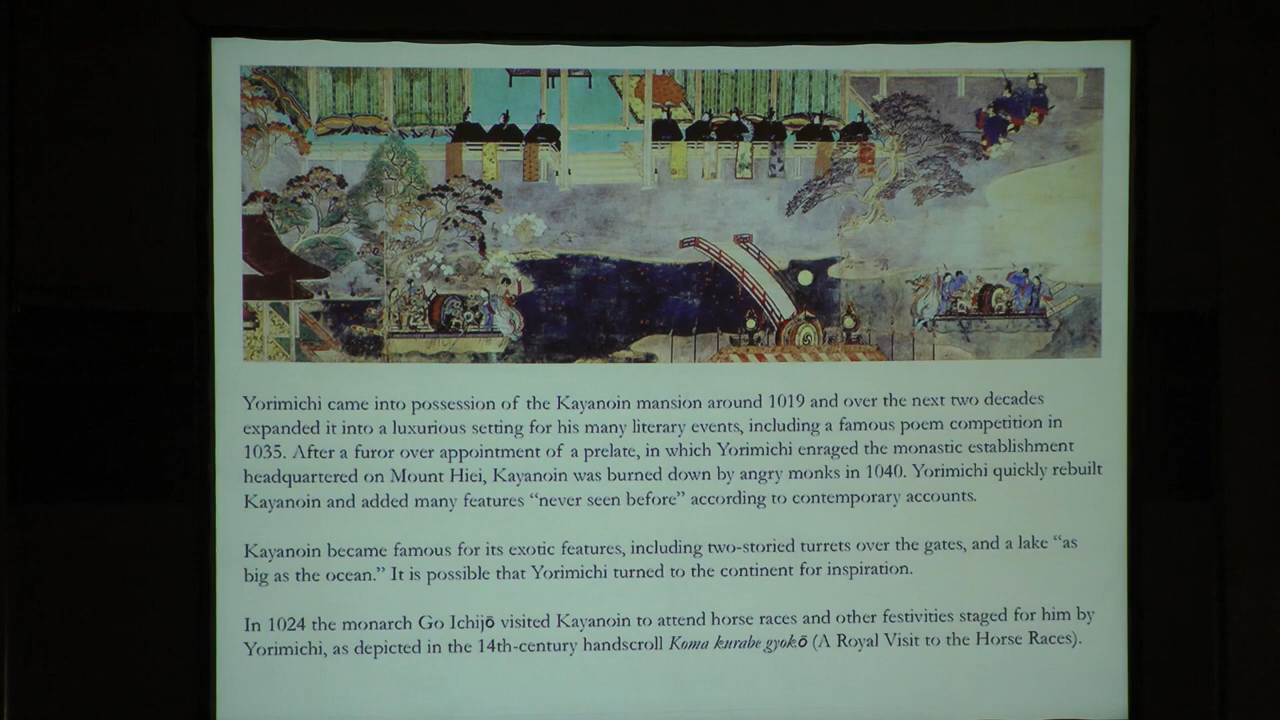 Yorimichi came into possession of the Kayanoin mansion around 1019 and over the next two decades
expanded it into a luxurious setting for his many literary events, including a famous poem competition in
1035. After a furor over appointment of a prelate, in which Yorimichi enraged the monastic establishment
headquartered on Mount Hiei, Kayanoin was burned down by angry monks in 1040. Yorimichi quickly rebuilt
Kayanoin and added many features “never seen before” according to contemporary accounts.
Kayanoin became famous for its exotic features, including two-storied turrets over the gates, and a lake “as
big as the ocean.” It is possible that Yorimichi turned to the continent for inspiration.
In 1024 the monarch Go Ichijō visited Kayanoin to attend horse races and other festivities staged for him by
Yorimichi, as depicted in the 14th-century handscroll Koma kurabe gyokō (A Royal Visit to the Horse Races).